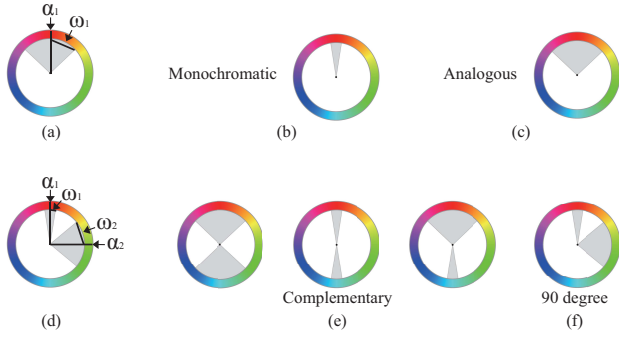 α1
ω1
Monochromatic
Analogous
(a)
(b)
(c)
α1
ω1
ω2
α2
Complementary
90 degree
(d)
(e)
(f)